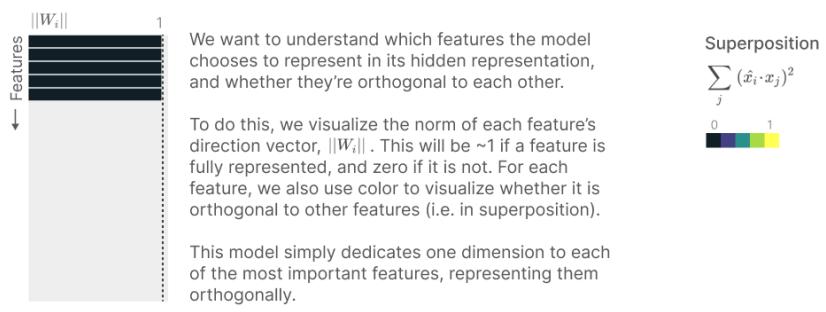 ||W_i||
1
Features
We want to understand which features the model
chooses to represent in its hidden representation,
and whether they're orthogonal to each other.
To do this, we visualize the norm of each feature's
direction vector, ||W_i|| . This will be ~1 if a feature is
fully represented, and zero if it is not. For each
feature, we also use color to visualize whether it is
orthogonal to other features (i.e. in superposition).
This model simply dedicates one dimension to each
of the most important features, representing them
orthogonally.
Superposition
∑_j (x̂_i·x_j)²
0 1